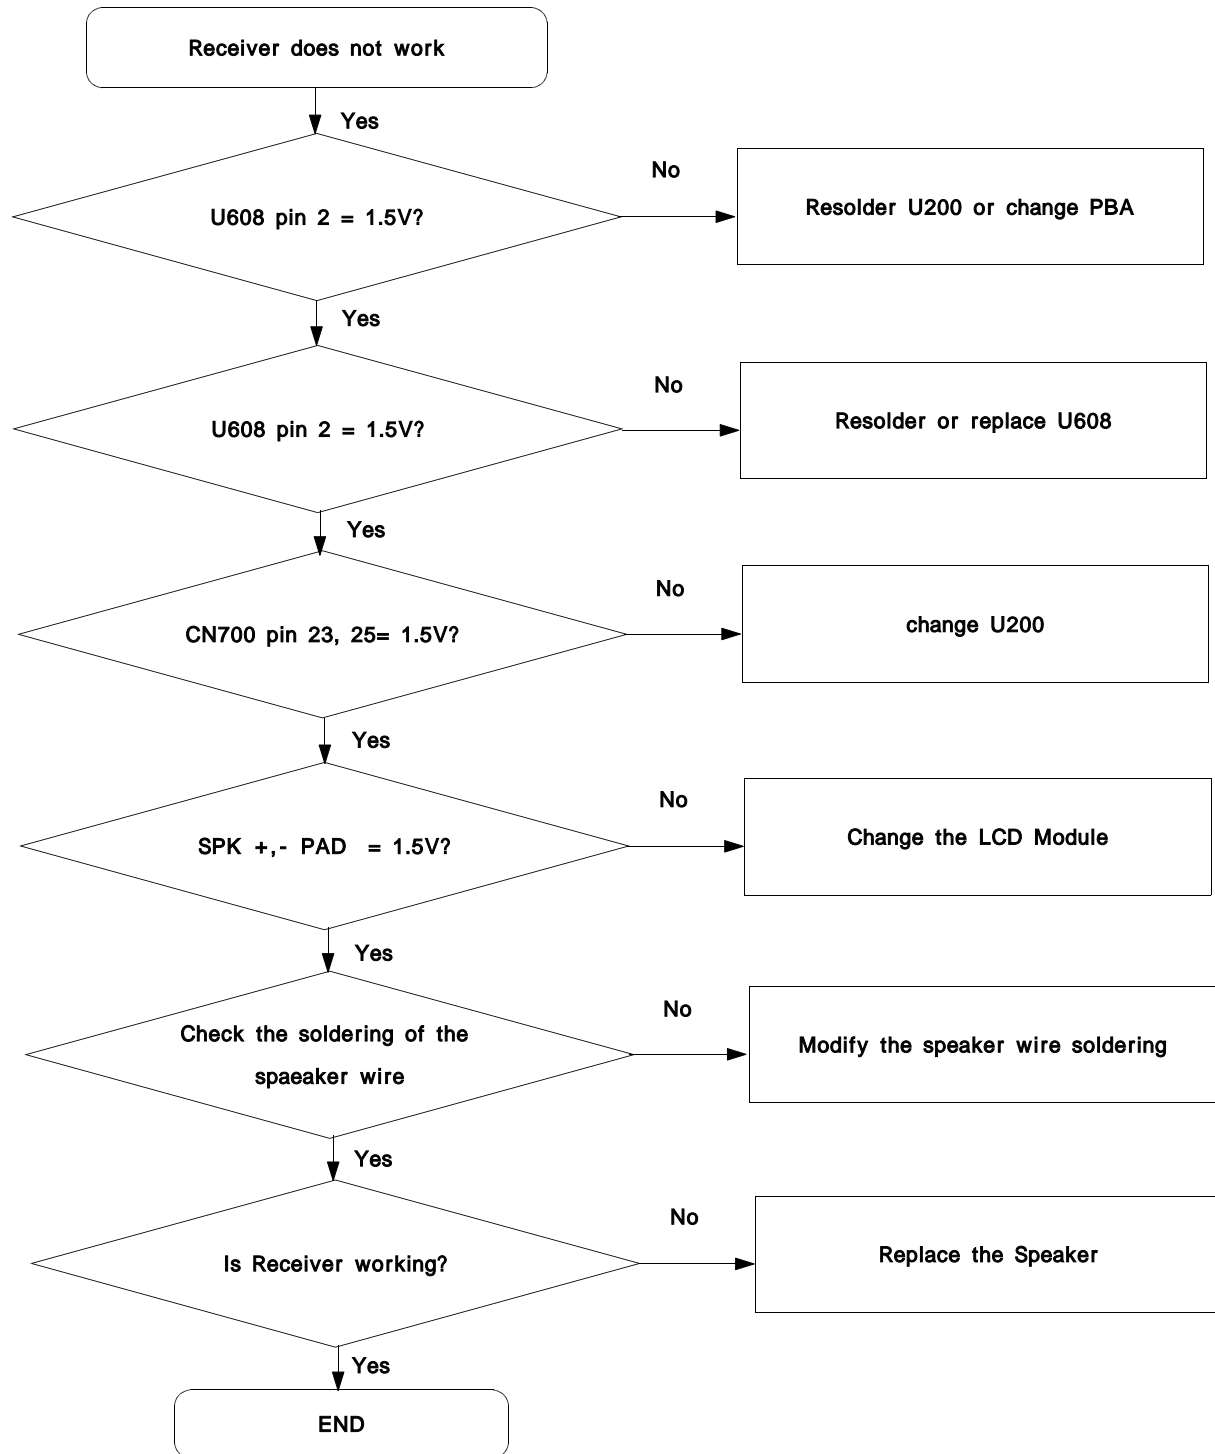 Receiver does not work
Yes
U608 pin 2 = 1.5V?
No
Resolder U200 or change PBA
Yes
U608 pin 2 = 1.5V?
No
Resolder or replace U608
Yes
CN700 pin 23, 25= 1.5V?
No
change U200
Yes
SPK +,- PAD = 1.5V?
No
Change the LCD Module
Yes
Check the soldering of the
spaeaker wire
No
Modify the speaker wire soldering
Yes
Is Receiver working?
No
Replace the Speaker
Yes
END